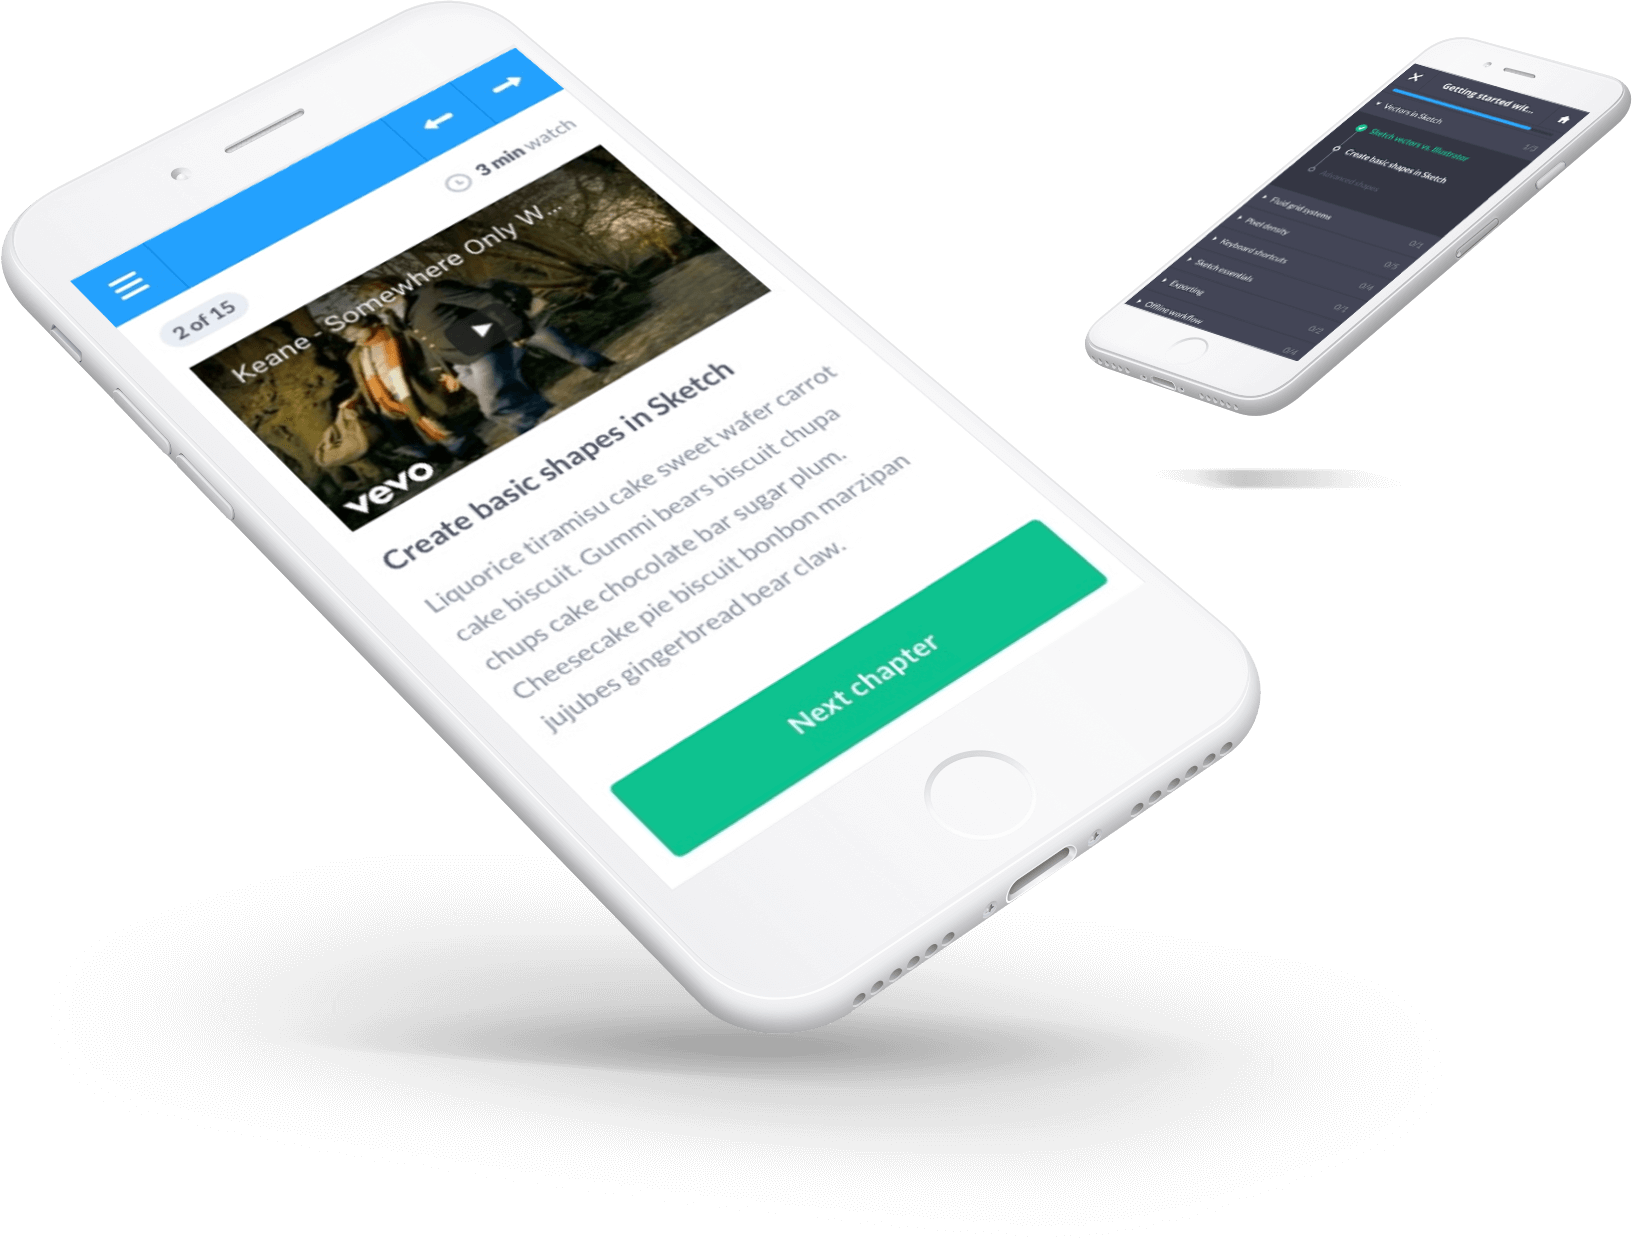 3 min watch
2 of 15
Keane - Somewhere Only W...
vevo
Create basic shapes in Sketch
Liquorice tiramisu cake sweet wafer carrot
cake biscuit. Gummi bears biscuit chupa
chups cake chocolate bar sugar plum.
Cheesecake pie biscuit bonbon marzipan
jujubes gingerbread bear claw.
Next chapter
Getting started wit...
Vectors in Sketch
1/3
Sketch vectors vs. Illustrator
Create basic shapes in Sketch
Advanced shapes
Fluid grid systems
0/1
Pixel density
0/5
Keyboard shortcuts
0/4
Sketch essentials
0/1
Exporting
0/2
Offline workflow
0/4